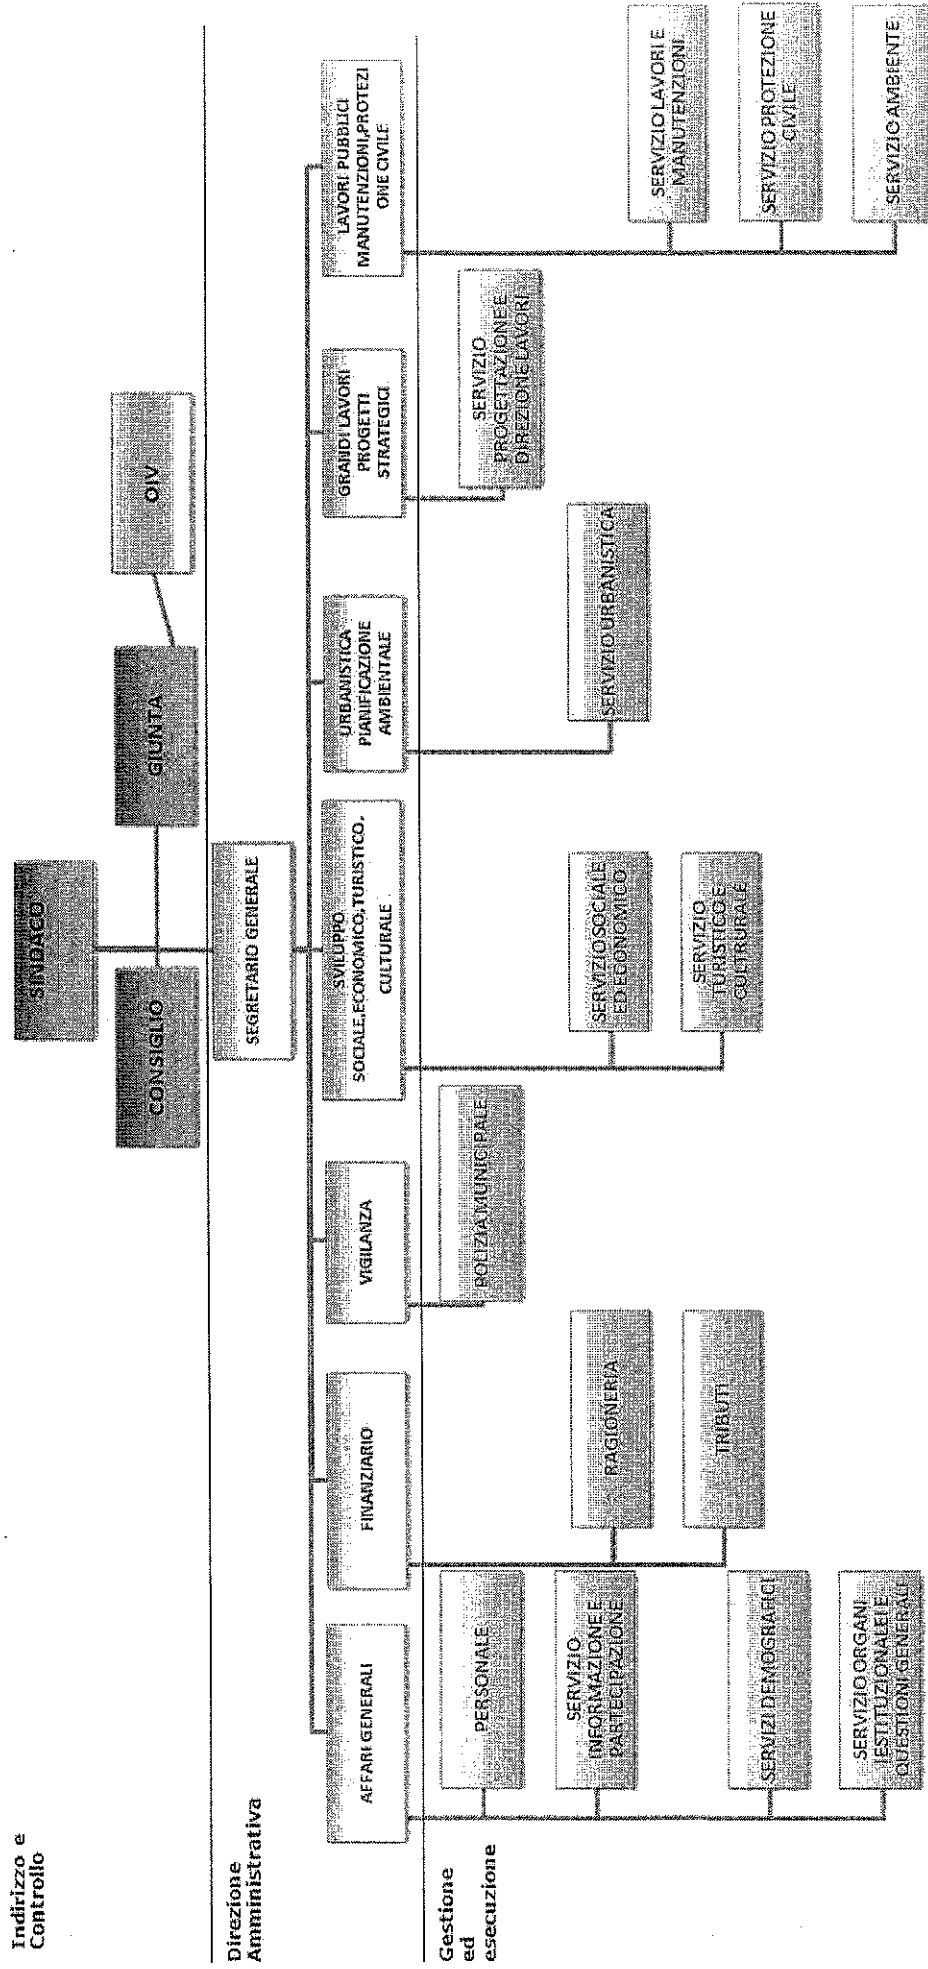 Indirizzo e
Controllo
SINDACO
CONSIGLIO
GIUNTA
OIV
Direzione
Amministrativa
SEGRETARIO GENERALE
AFFARI GENERALI
FINANZIARIO
VIGILANZA
SVILUPPO
SOCIALE,ECONOMICO,TURISTICO,
CULTURALE
URBANISTICA
PIANIFICAZIONE
AMBIENTALE
GRANDI LAVORI
PROGETTI
STRATEGICI
LAVORI PUBBLICI
MANUTENZIONI,PROTEZI
ONE CIVILE
Gestione
ed
esecuzione
PERSONALE
SERVIZIO
INFORMAZIONE E
PARTECIPAZIONE
SERVIZI DEMOGRAFICI
SERVIZIO ORGANI
IESTITUZIONALI E
QUESTIONI GENERALI
RAGIONERIA
TRIBUTI
POLIZIA MUNICIPALE
SERVIZIO SOCIALE
ED ECONOMICO
SERVIZIO
TURISTICO E
CULTRURALE
SERVIZIO URBANISTICA
SERVIZIO
PROGETTAZIONE E
DIREZIONE LAVORI
SERVIZIO LAVORI E
MANUTENZIONI
SERVIZIO PROTEZIONE
CIVILE
SERVIZIO AMBIENTE